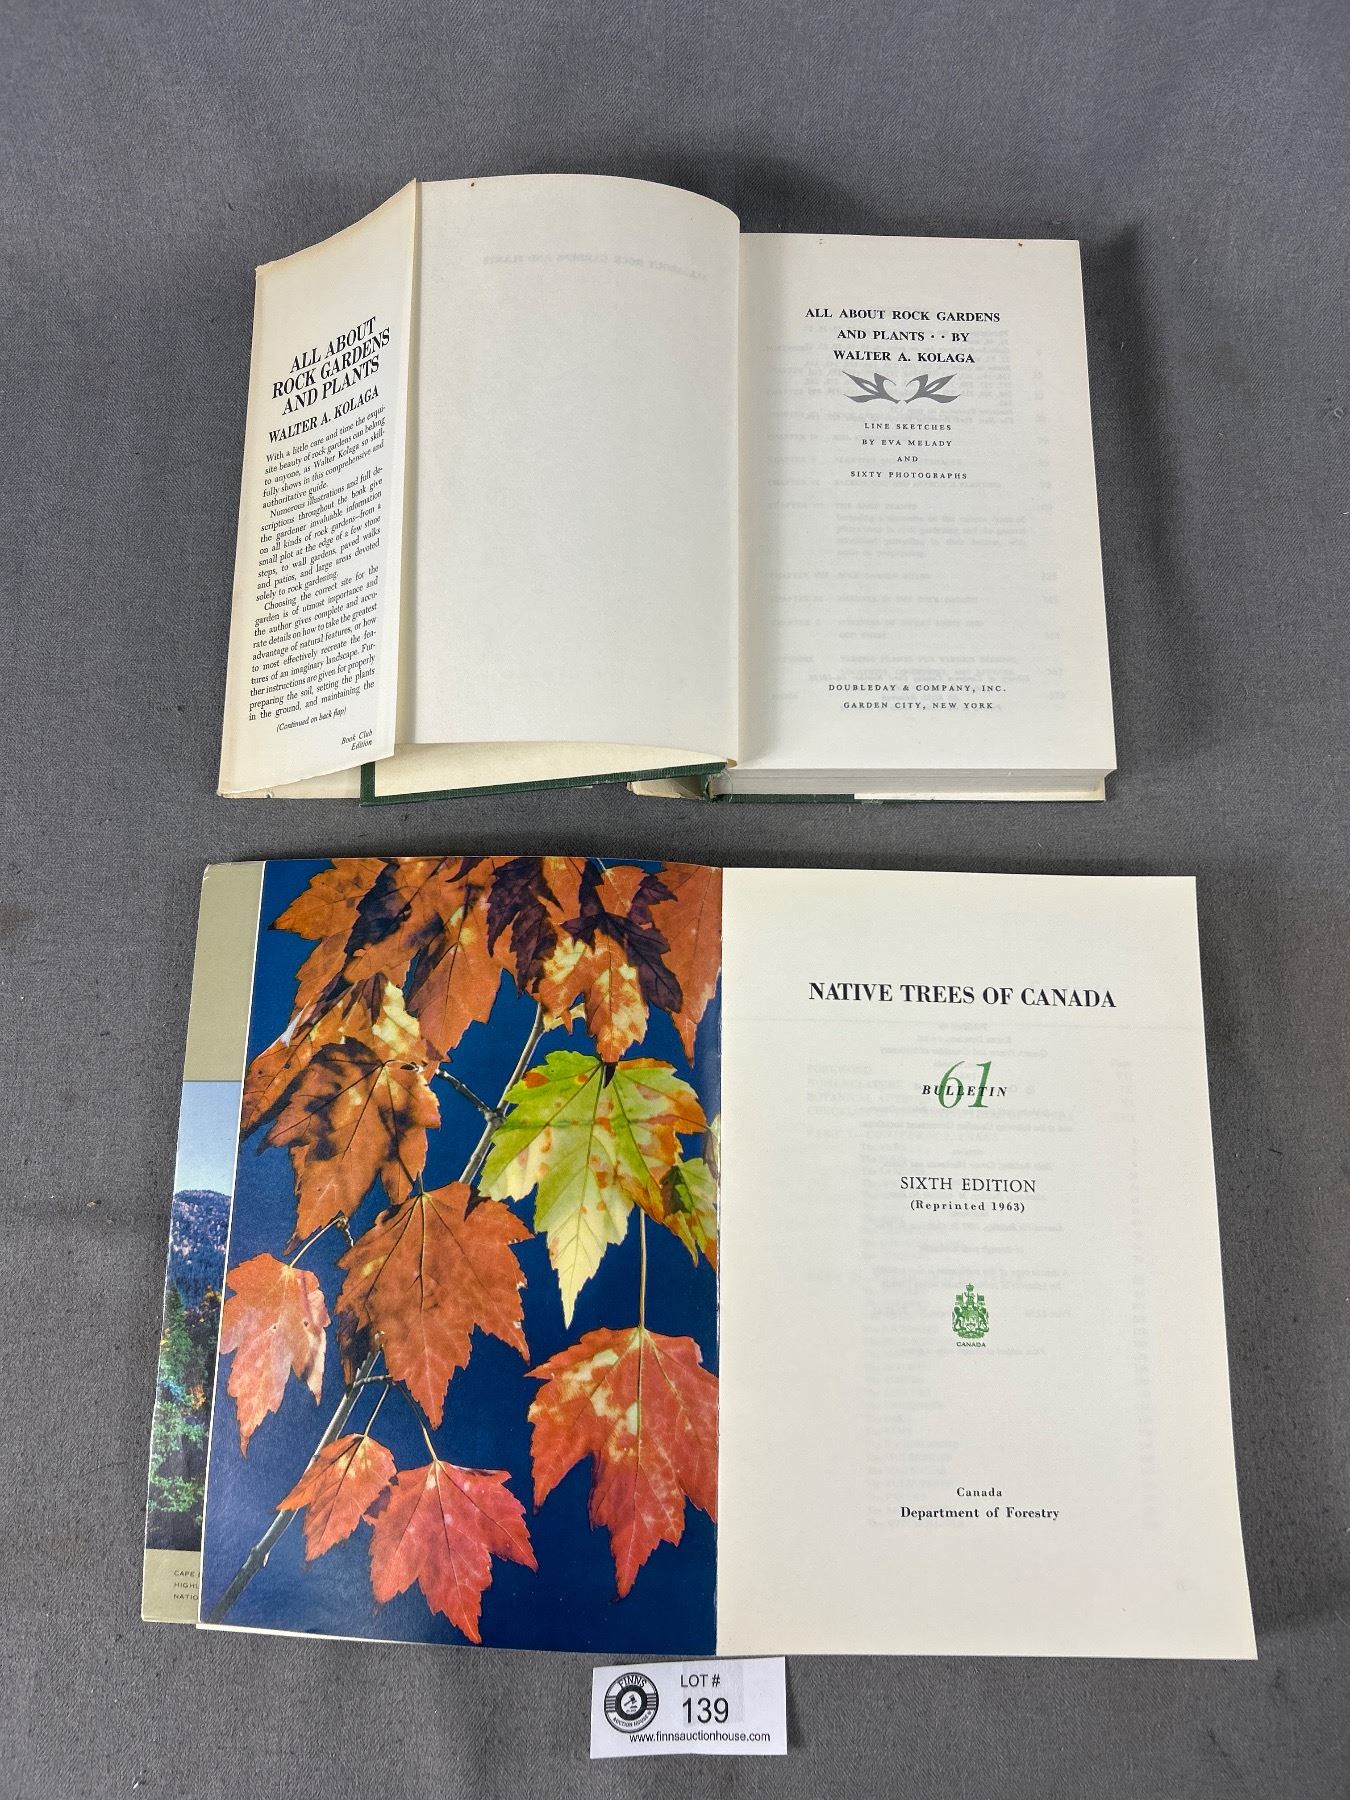 ALL ABOUT
ROCK GARDENS
AND PLANTS
WALTER A. KOLAGA
With a little care and time the exqui-
site beauty of rock gardens can belong
to anyone, as Walter Kolaga so skill-
fully shows in this comprehensive and
authoritative guide.
Numerous illustrations and full de-
scriptions throughout the book give
the gardener invaluable information
on all kinds of rock gardens—from a
small plot at the edge of a few stone
steps, to wall gardens, paved walks
and patios, and large areas devoted
solely to rock gardening.
Choosing the correct site for the
garden is of utmost importance and
the author gives complete and accu-
rate details on how to take the greatest
advantage of natural features, or how
to most effectively recreate the fea-
tures of an imaginary landscape. Fur-
ther instructions are given for properly
preparing the soil, setting the plants
in the ground, and maintaining the
(Continued on back flap)
Book Club
Edition
ALL ABOUT ROCK GARDENS
AND PLANTS · · BY
WALTER A. KOLAGA
LINE SKETCHES
BY EVA MELADY
AND
SIXTY PHOTOGRAPHS
DOUBLEDAY & COMPANY, INC.
GARDEN CITY, NEW YORK
CAPE
HIGHL
NATIO
NATIVE TREES OF CANADA
BULLETIN 61
SIXTH EDITION
(Reprinted 1963)
CANADA
Canada
Department of Forestry
FINNS
AUCTION HOUSE
LOT #
139
www.finnsauctionhouse.com